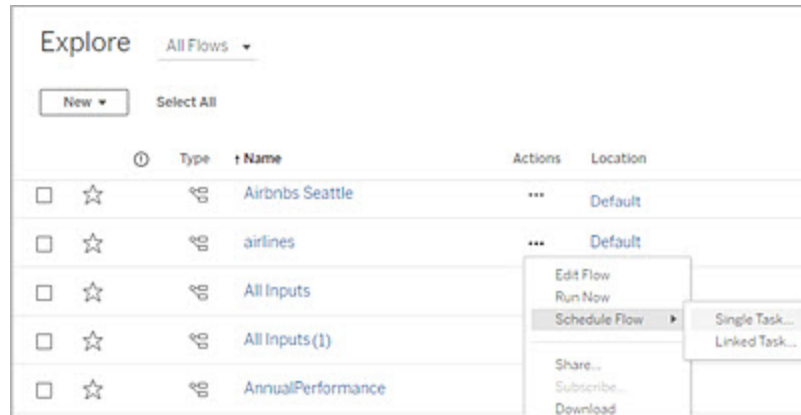 Explore All Flows
New Select All
Type Name Actions Location
Airbnbs Seattle ... Default
airlines ... Default
Edit Flow
All Inputs Run Now
Schedule Flow Single Task...
All Inputs (1) Linked Task...
Share...
AnnualPerformance Subscribe...
Download